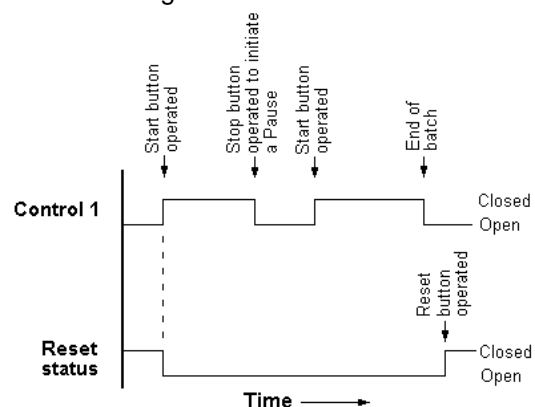 Start button
operated
Stop button
operated to initiate
a Pause
Start button
operated
End of
batch
Control 1
Closed
Open
Reset
button
operated
Reset
status
Closed
Open
Time